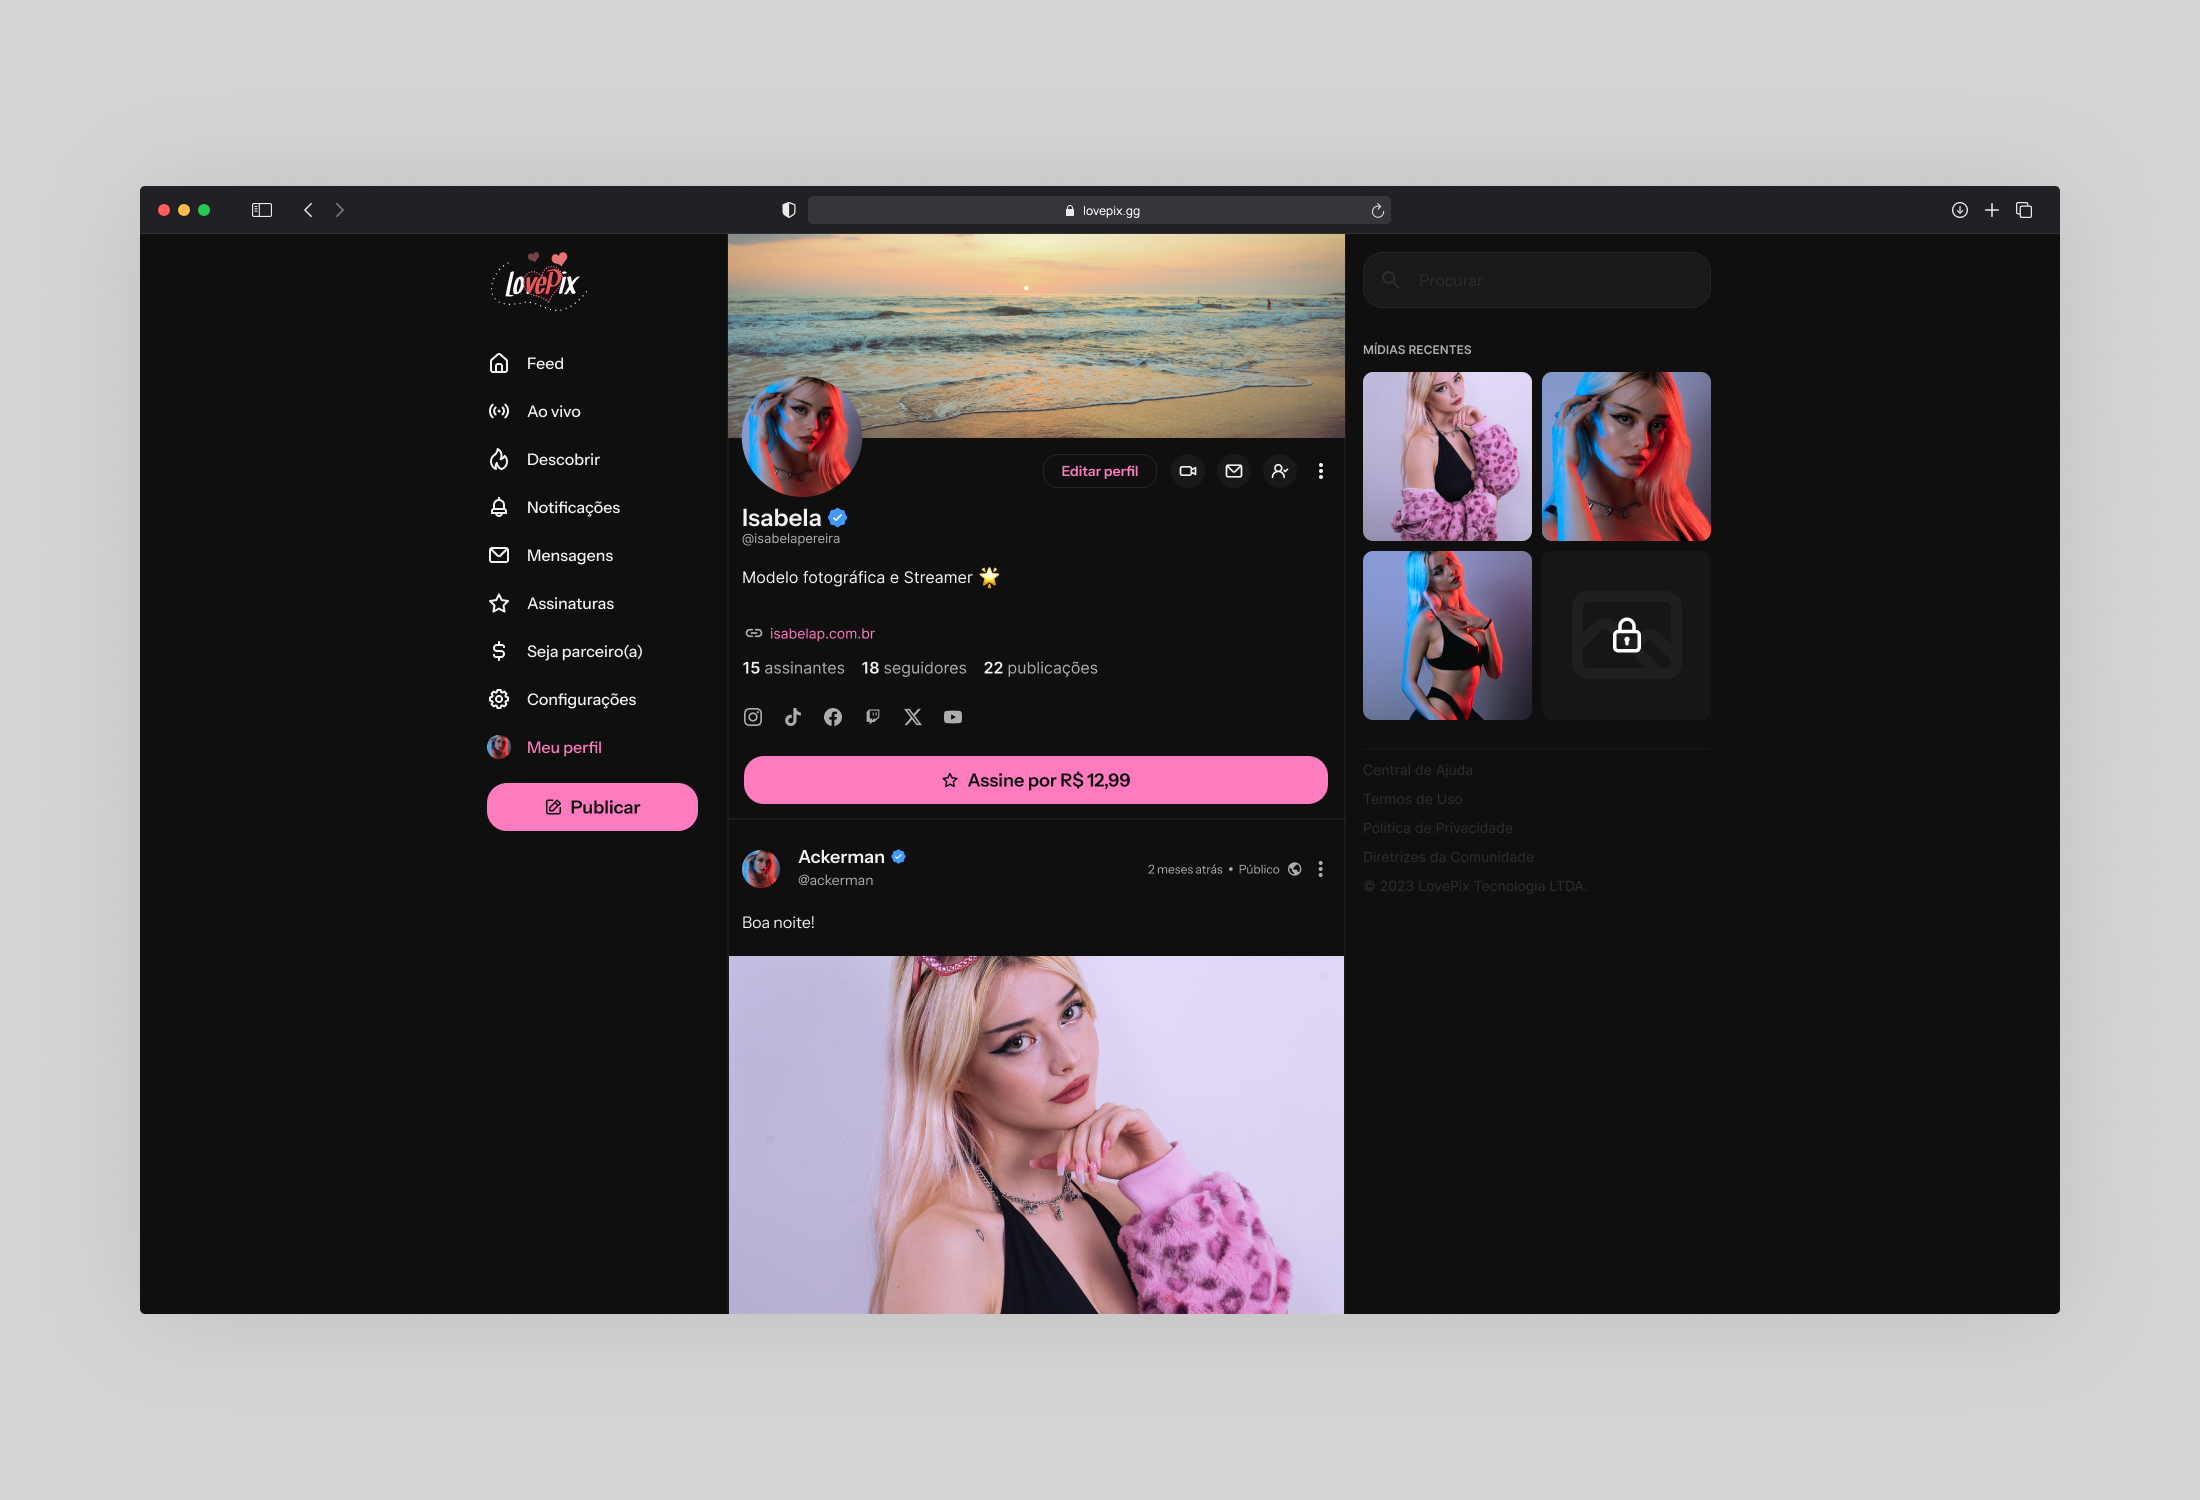 lovepix.gg
LovePix
Feed
Ao vivo
Descobrir
Notificações
Mensagens
Assinaturas
Seja parceiro(a)
Configurações
Meu perfil
Publicar
Editar perfil
Isabela
@isabelapereira
Modelo fotográfica e Streamer 🌟
isabelap.com.br
15 assinantes 18 seguidores 22 publicações
Assine por R$ 12,99
Ackerman
@ackerman
2 meses atrás • Público
Boa noite!
Procurar
MÍDIAS RECENTES
Central de Ajuda
Termos de Uso
Política de Privacidade
Diretrizes da Comunidade
© 2023 LovePix Tecnologia LTDA.